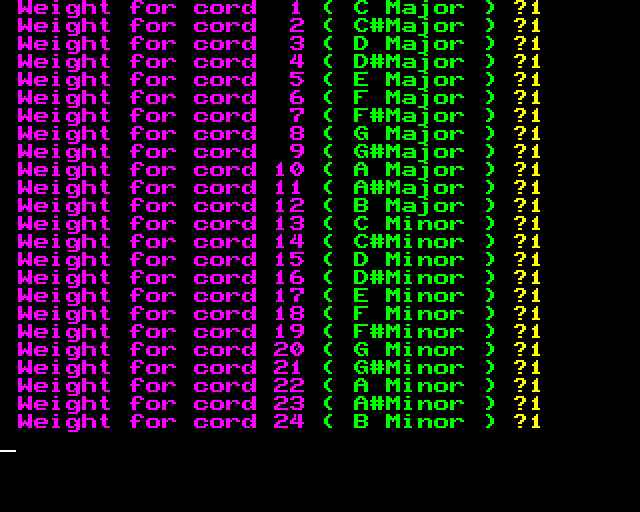 Weight for cord  1 ( C Major ) ?1
Weight for cord  2 ( C#Major ) ?1
Weight for cord  3 ( D Major ) ?1
Weight for cord  4 ( D#Major ) ?1
Weight for cord  5 ( E Major ) ?1
Weight for cord  6 ( F Major ) ?1
Weight for cord  7 ( F#Major ) ?1
Weight for cord  8 ( G Major ) ?1
Weight for cord  9 ( G#Major ) ?1
Weight for cord 10 ( A Major ) ?1
Weight for cord 11 ( A#Major ) ?1
Weight for cord 12 ( B Major ) ?1
Weight for cord 13 ( C Minor ) ?1
Weight for cord 14 ( C#Minor ) ?1
Weight for cord 15 ( D Minor ) ?1
Weight for cord 16 ( D#Minor ) ?1
Weight for cord 17 ( E Minor ) ?1
Weight for cord 18 ( F Minor ) ?1
Weight for cord 19 ( F#Minor ) ?1
Weight for cord 20 ( G Minor ) ?1
Weight for cord 21 ( G#Minor ) ?1
Weight for cord 22 ( A Minor ) ?1
Weight for cord 23 ( A#Minor ) ?1
Weight for cord 24 ( B Minor ) ?1